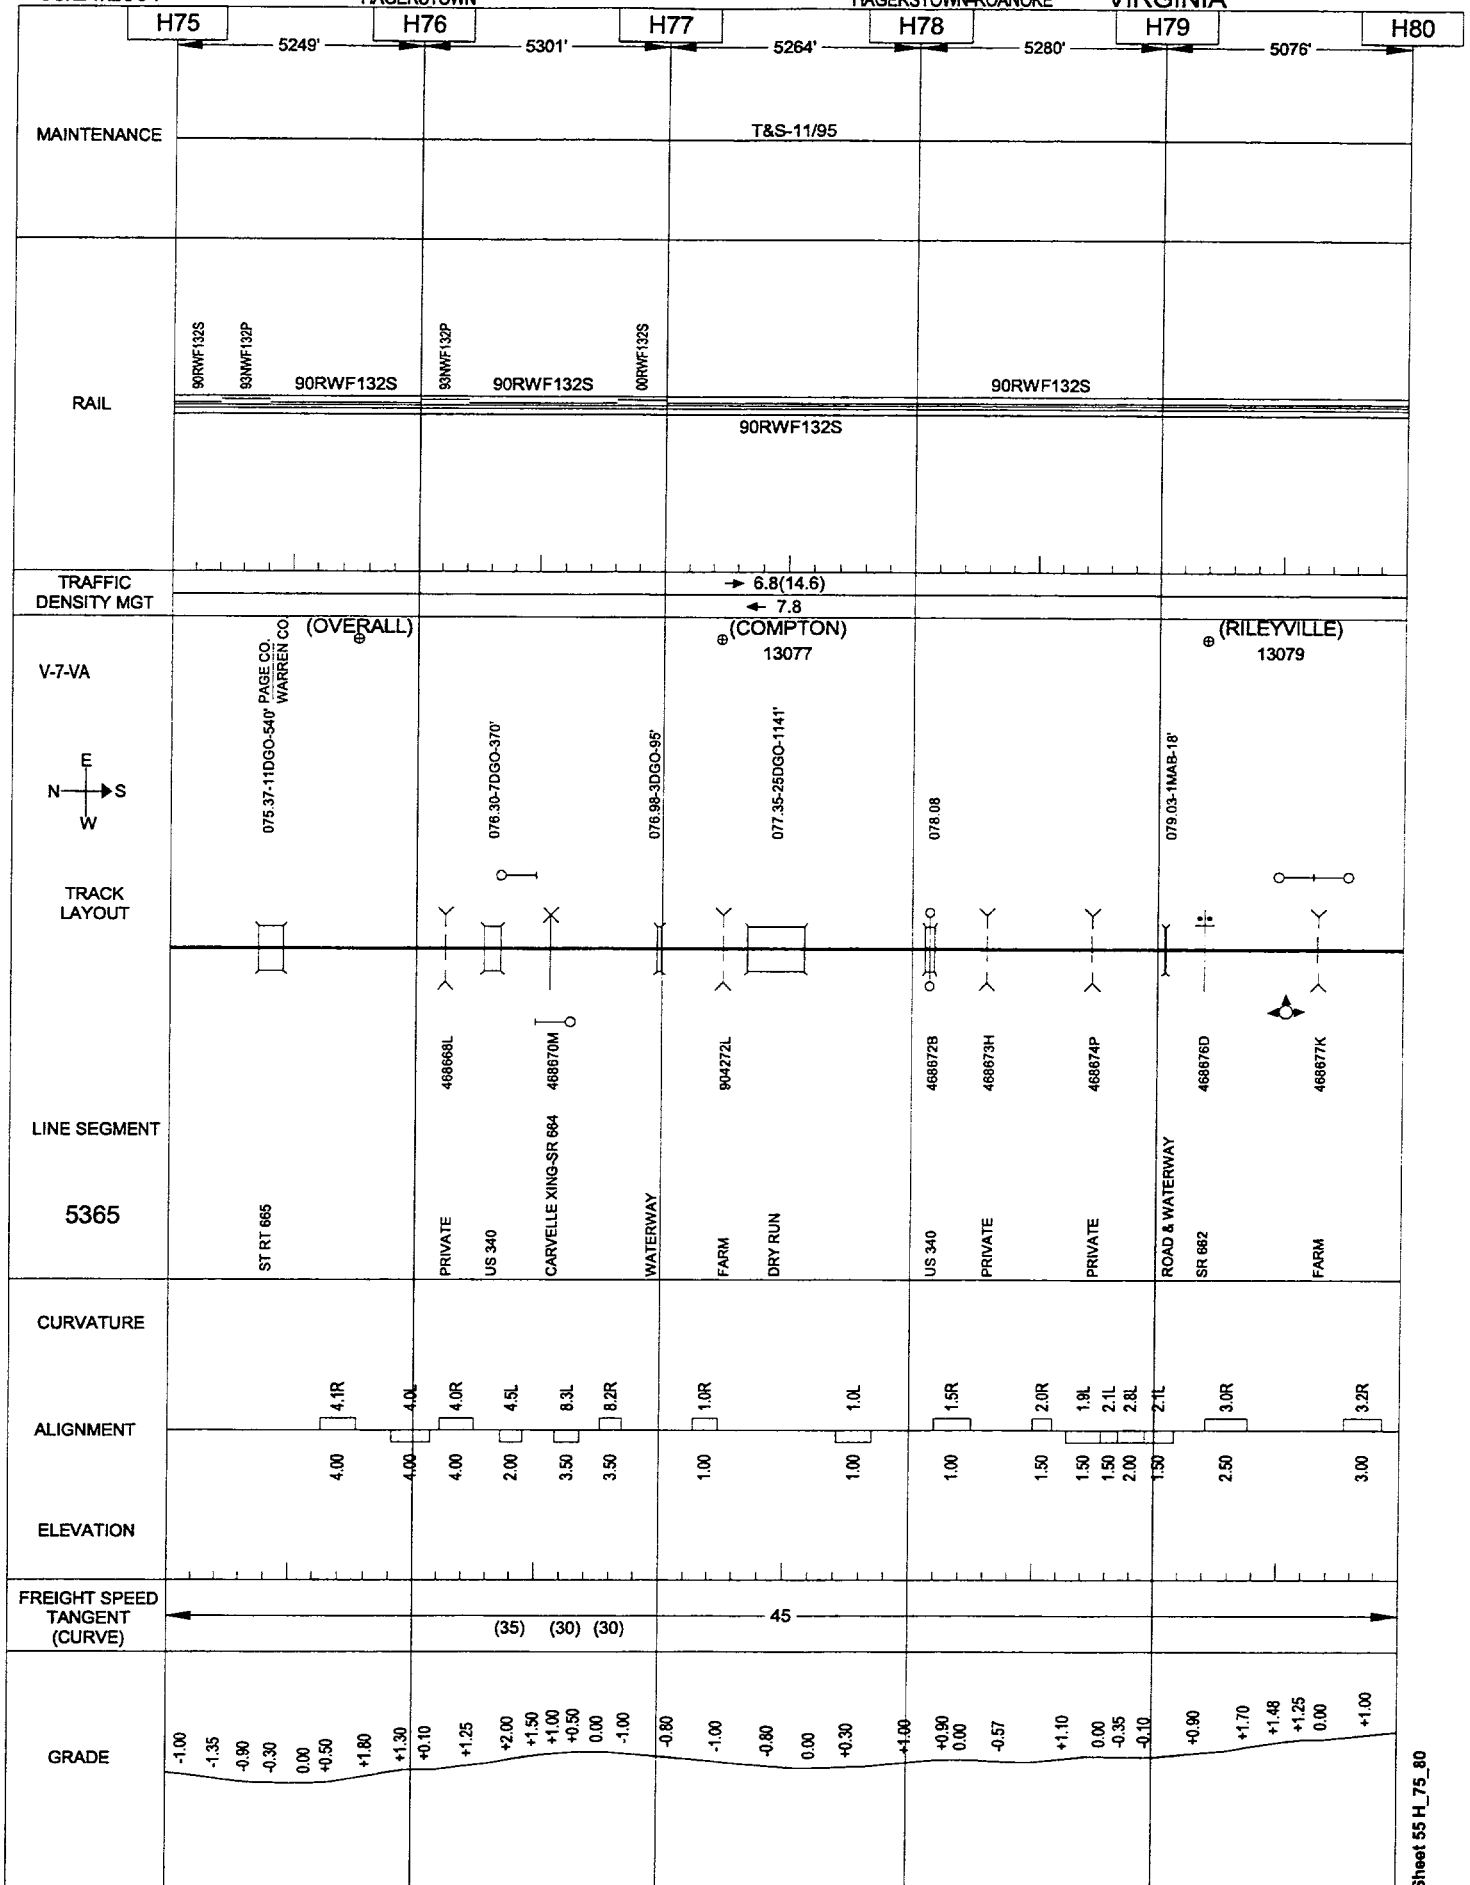 HAGERSTOWN
HAGERSTOWN-ROANOKE
VIRGINIA
H75 H76 H77 H78 H79 H80
5249' 5301' 5264' 5280' 5076'
MAINTENANCE
T&S-11/95
90RWF132S
93NWF132P
90RWF132S
93NWF132P
90RWF132S
00RWF132S
90RWF132S
RAIL
90RWF132S
TRAFFIC
DENSITY MGT
6.8(14.6)
7.8
(OVERALL)
(COMPTON)
13077
(RILEYVILLE)
13079
V-7-VA
PAGE CO.
WARREN CO.
075.37-11DGO-540'
076.30-7DGO-370'
076.98-3DGO-95'
077.35-25DGO-1141'
078.08
079.03-1MAB-18'
E
N S
W
TRACK
LAYOUT
468668L
468670M
904272L
468672B
468673H
468674P
468676D
468677K
LINE SEGMENT
5365
ST RT 665
PRIVATE
US 340
CARVELLE XING-SR 664
WATERWAY
FARM
DRY RUN
US 340
PRIVATE
PRIVATE
ROAD & WATERWAY
SR 662
FARM
CURVATURE
4.1R 4.0L 4.0R 4.5L 8.3L 8.2R 1.0R 1.0L 1.5R 2.0R 1.9L 2.1L 2.8L 2.1L 3.0R 3.2R
ALIGNMENT
4.00 4.00 4.00 2.00 3.50 3.50 1.00 1.00 1.00 1.50 1.50 1.50 2.00 1.50 2.50 3.00
ELEVATION
FREIGHT SPEED
TANGENT
(CURVE)
45
(35) (30) (30)
GRADE
-1.00 -1.35 -0.90 -0.30 0.00 +0.50 +1.80 +1.30 +0.10 +1.25 +2.00 +1.50 +1.00 +0.50 0.00 -1.00 -0.80 -1.00 -0.80 0.00 +0.30 +1.00 +0.90 0.00 -0.57 +1.10 0.00 -0.35 -0.10 +0.90 +1.70 +1.48 +1.25 0.00 +1.00
Sheet 55 H_75_80